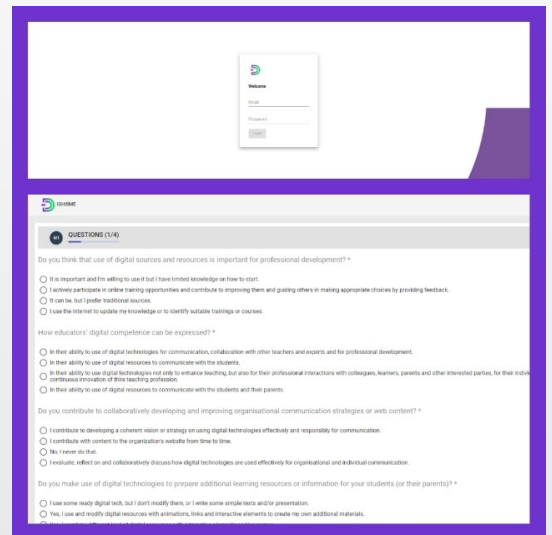 Welcome
Email
Password
QUESTIONS (1/4)
Do you think that use of digital sources and resources is important for professional development? *
It is important and I'm willing to use it but I have limited knowledge on how to start.
I actively participate in online training opportunities and contribute to improving them and guiding others in making appropriate choices by providing feedback.
It can be, but I prefer traditional sources.
I use the internet to update my knowledge or to identify suitable trainings or courses.
How educators' digital competence can be expressed? *
In their ability to use of digital technologies for communication, collaboration with other teachers and experts and for professional development.
In their ability to use of digital resources to communicate with the students.
In their ability to use of digital technologies not only to enhance teaching, but also for their professional interactions with colleagues, learners, parents and other interested parties, for their
continuous innovation of thire teaching profession.
In their ability to use of digital resources to communicate with the students and their parents.
Do you contribute to collaboratively developing and improving organisational communication strategies or web content? *
I contribute to developing a coherent vision or strategy on using digital technologies effectively and responsibly for communication.
I contribute with content to the organization's website from time to time.
No, I never do that.
I evaluate, reflect on and collaboratively discuss how digital technologies are used effectively for organisational and individual communication.
Do you make use of digital technologies to prepare additional learning resources or information for your students (or their parents)? *
I use some ready digital tech, but I don't modify them, or I write some simple texts and/or presentation.
Yes, I use and modify digital resources with animations, links and interactive elements to create my own additional materials.